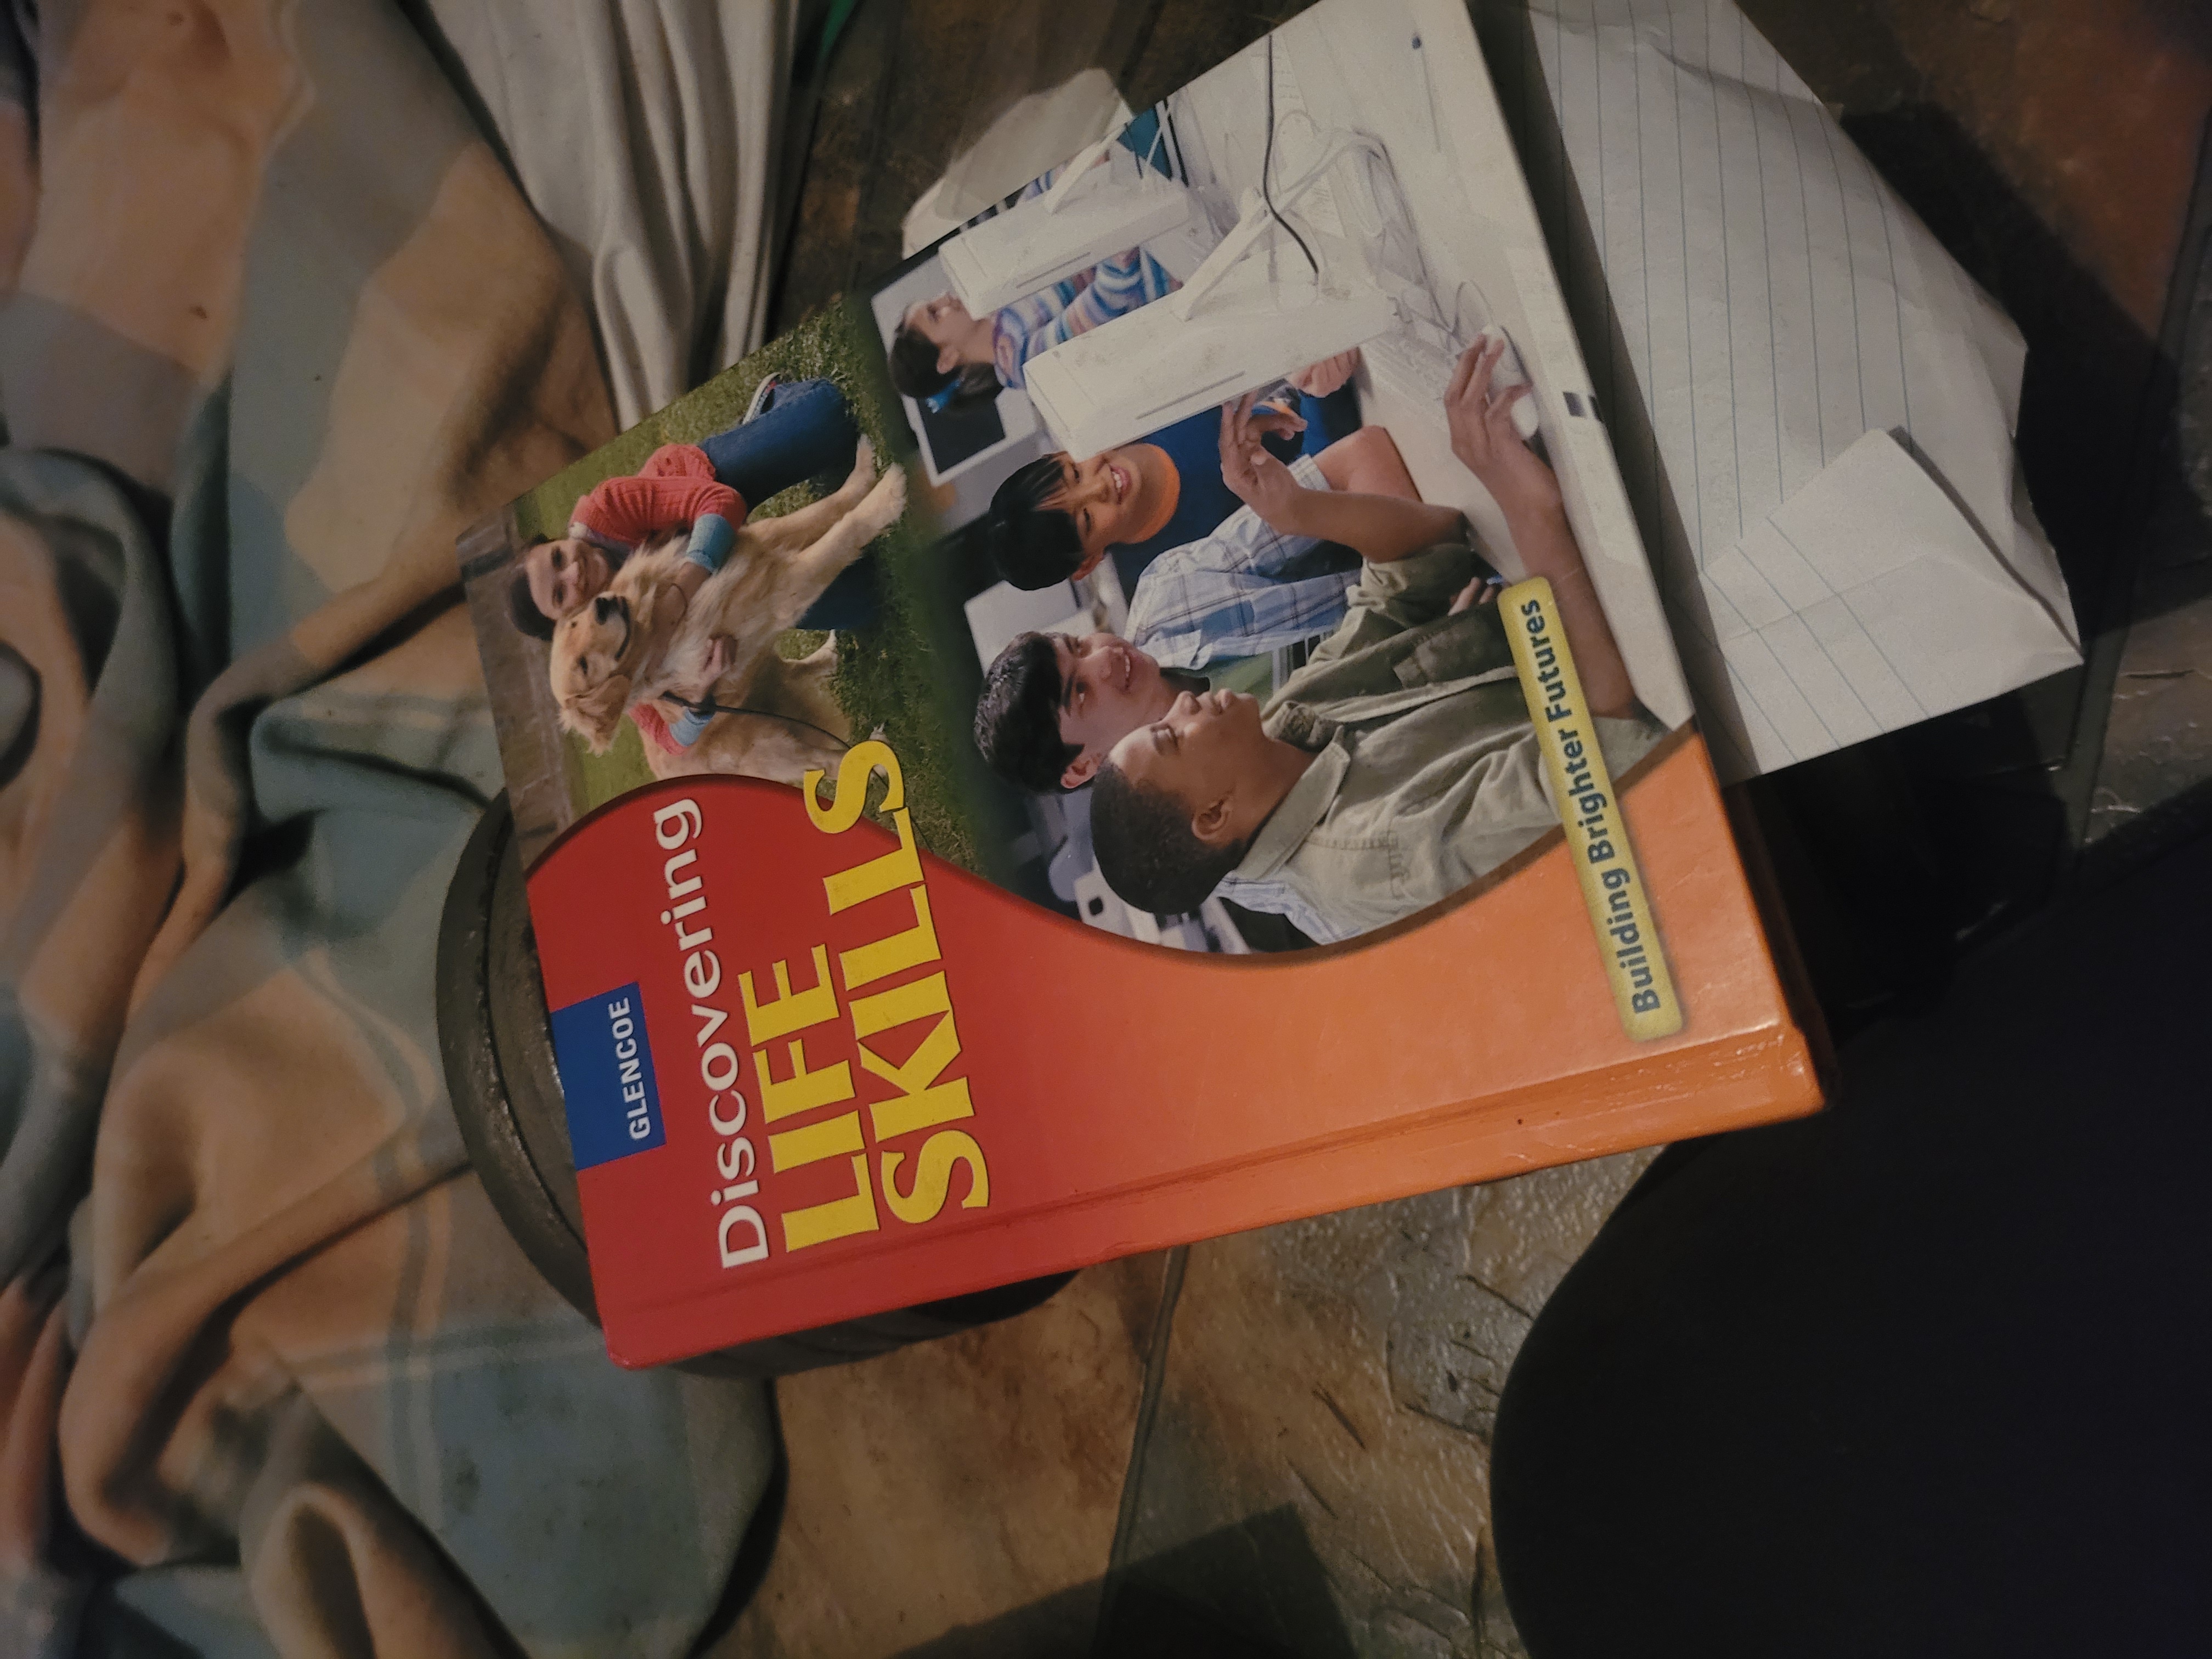 GLENCOE
Discovering
LIFE
SKILLS
Building Brighter Futures